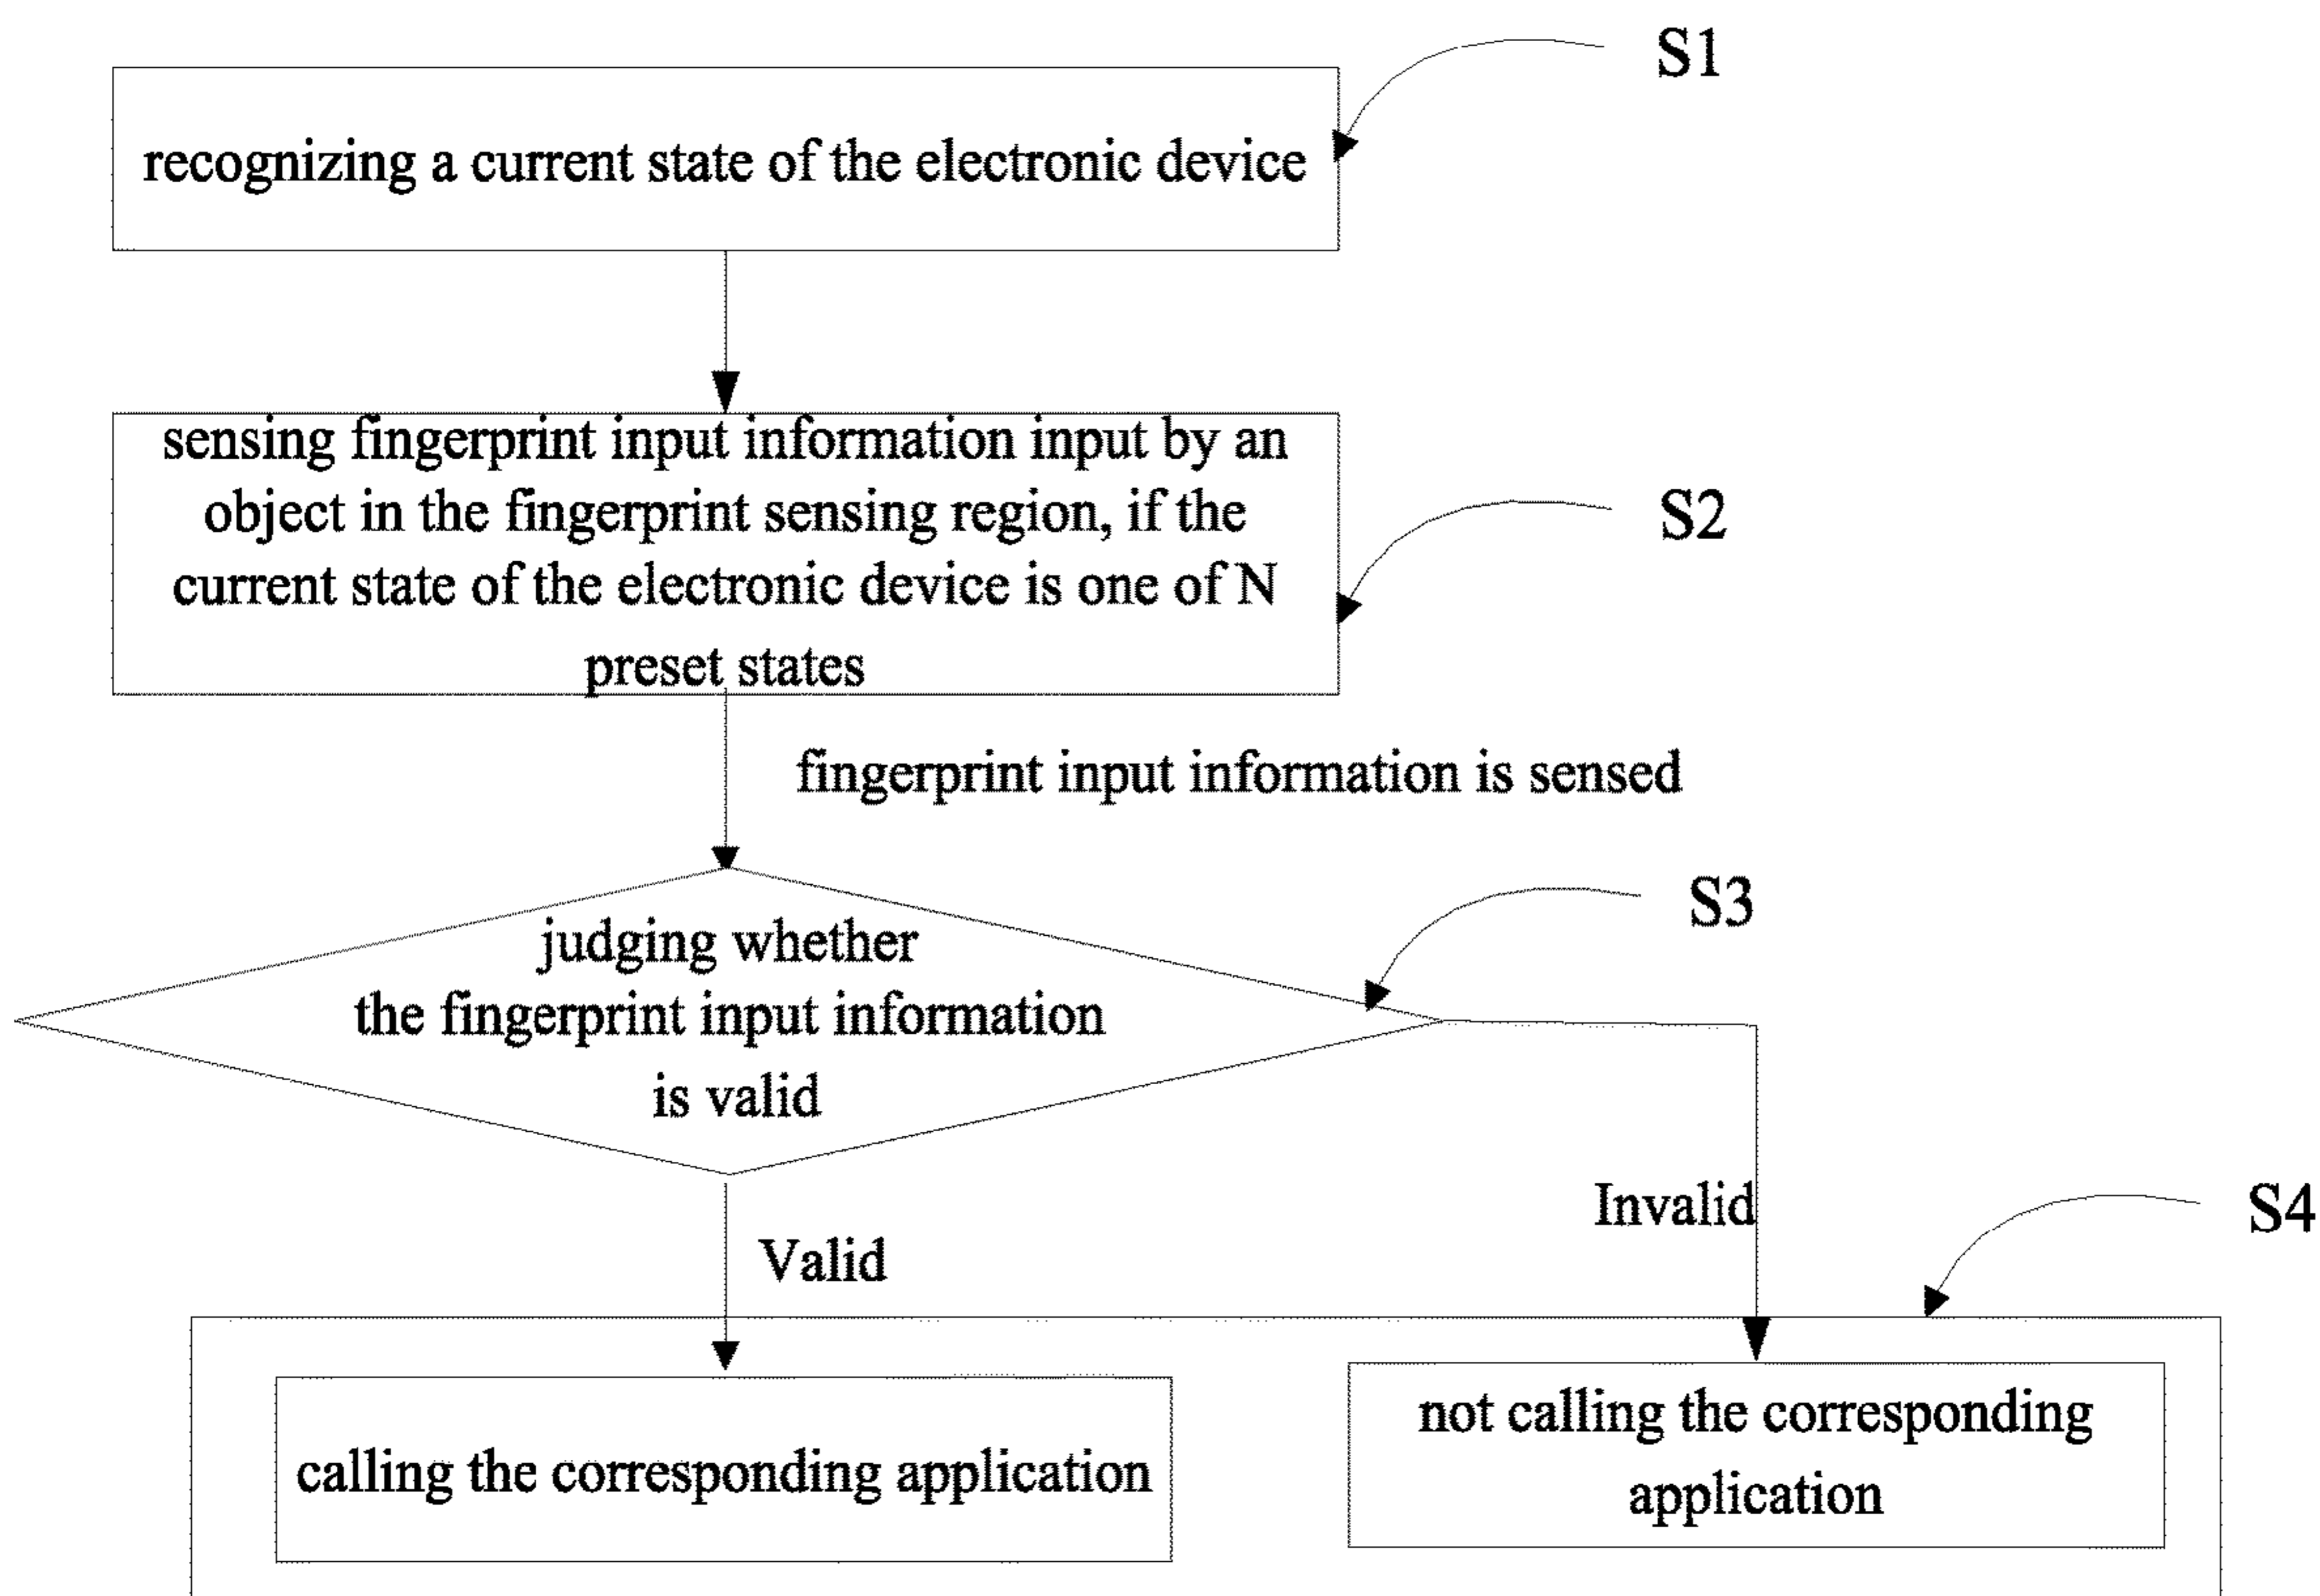 S1
recognizing a current state of the electronic device
sensing fingerprint input information input by an
object in the fingerprint sensing region, if the
current state of the electronic device is one of N
preset states
S2
fingerprint input information is sensed
S3
judging whether
the fingerprint input information
is valid
Invalid
S4
Valid
calling the corresponding application
not calling the corresponding
application